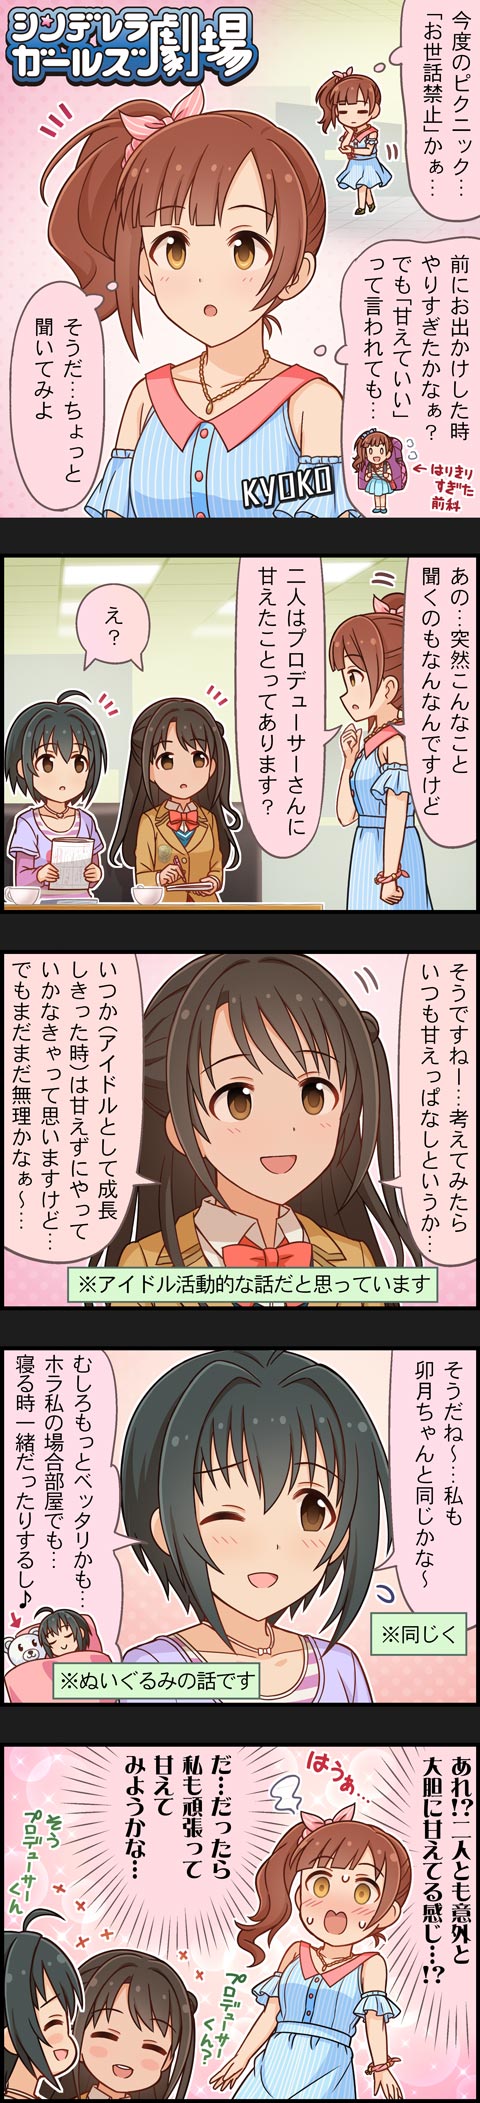 シンデレラ
ガールズ劇場
今度のピクニック…
「お世話禁止」かぁ…
前にお出かけした時
やりすぎたかなぁ？
でも「甘えていい」
って言われても…
←はりきり
すぎた
前科
そうだ…ちょっと
聞いてみよ
KYOKO
あの…突然こんなこと
聞くのもなんなんですけど
二人はプロデューサーさんに
甘えたことってあります？
え？
そうですねー…考えてみたら
いつも甘えっぱなしというか…
いつか（アイドルとして成長
しきった時）は甘えずにやって
いかなきゃって思いますけど…
でもまだまだ無理かなぁ～…
※アイドル活動的な話だと思っています
そうだね～…私も
卯月ちゃんと同じかな～
※同じく
むしろもっとベッタリかも…
ホラ私の場合部屋でも…
寝る時一緒だったりするし♪
※ぬいぐるみの話です
あれ!?二人とも意外と
大胆に甘えてる感じ…!?
はうぁ…
だ…だったら
私も頑張って
甘えて
みようかな…
そう
プロデューサーくん
プロデューサー
くん？